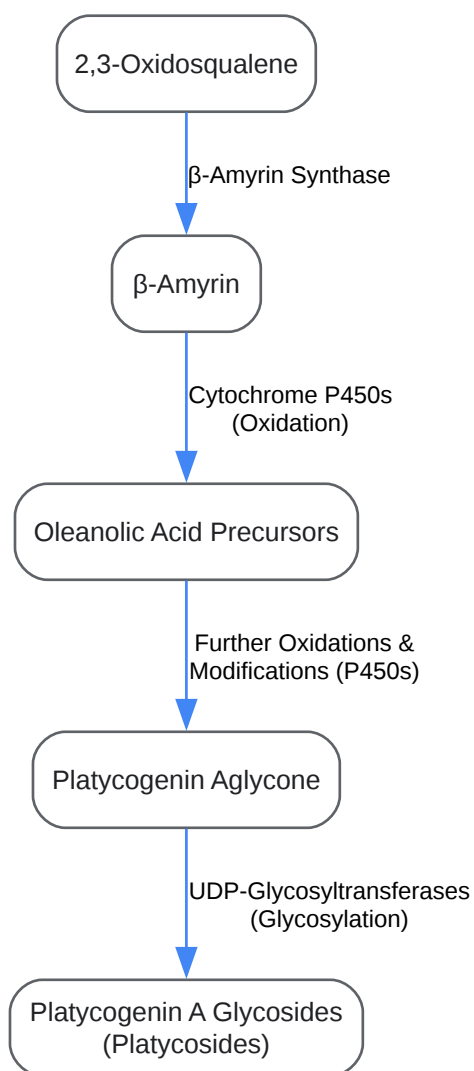 2,3-Oxidosqualene
β-Amyrin Synthase
β-Amyrin
Cytochrome P450s
(Oxidation)
Oleanolic Acid Precursors
Further Oxidations &
Modifications (P450s)
Platycogenin Aglycone
UDP-Glycosyltransferases
(Glycosylation)
Platycogenin A Glycosides
(Platycosides)